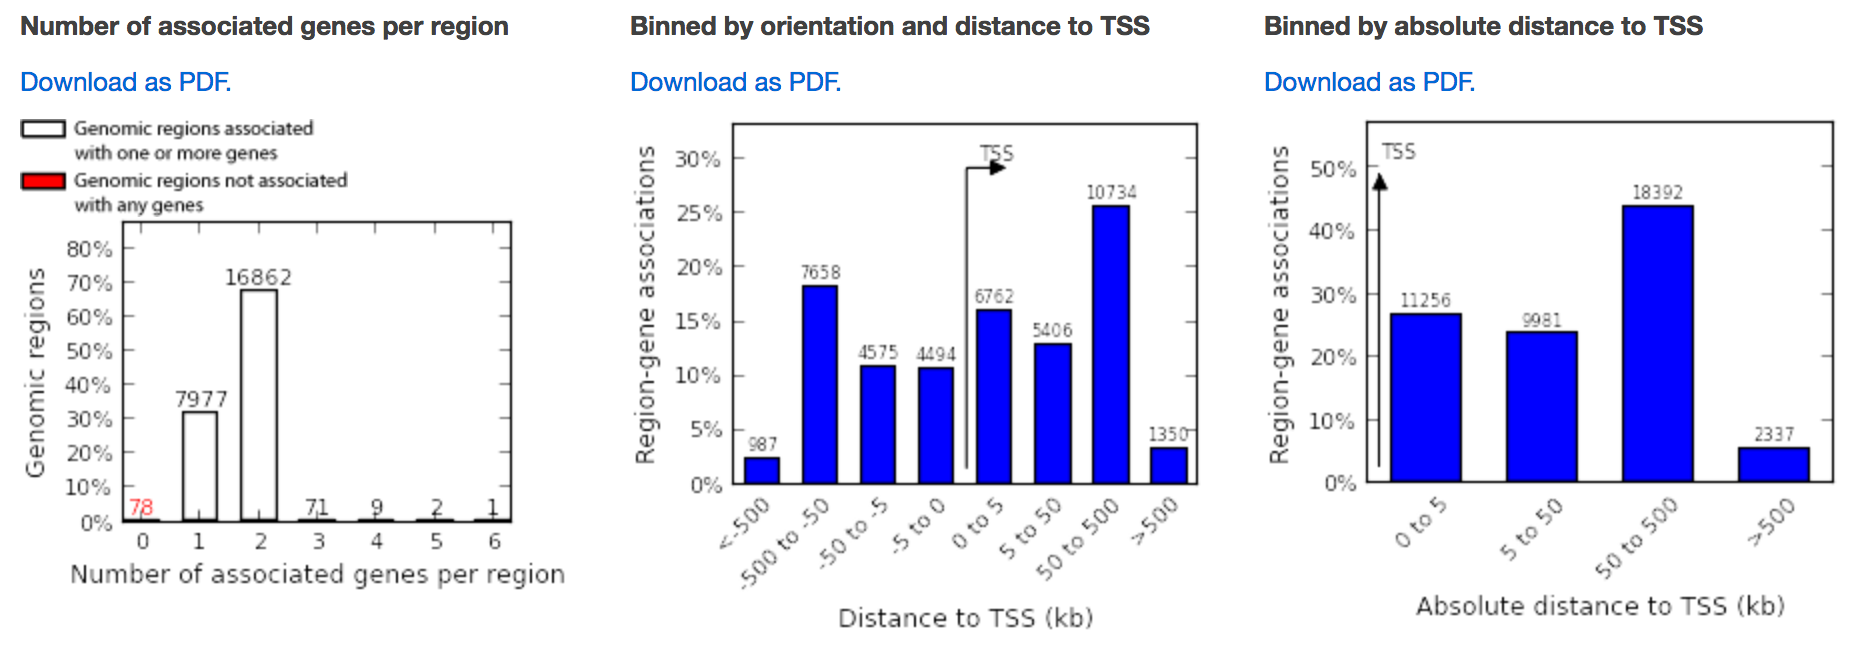 Number of associated genes per region
Download as PDF.
Genomic regions associated
with one or more genes
Genomic regions not associated
with any genes
Genomic regions
80%
70%
60%
50%
40%
30%
20%
10%
0%
78
7977
16862
71
9
2
1
0
1
2
3
4
5
6
Number of associated genes per region
Binned by orientation and distance to TSS
Download as PDF.
Region-gene associations
30%
25%
20%
15%
10%
5%
0%
TSS
987
7658
4575
4494
6762
5406
10734
1350
<-500
-500 to -50
-50 to -5
-5 to 0
0 to 5
5 to 50
50 to 500
>500
Distance to TSS (kb)
Binned by absolute distance to TSS
Download as PDF.
Region-gene associations
50%
40%
30%
20%
10%
0%
TSS
11256
9981
18392
2337
0 to 5
5 to 50
50 to 500
>500
Absolute distance to TSS (kb)